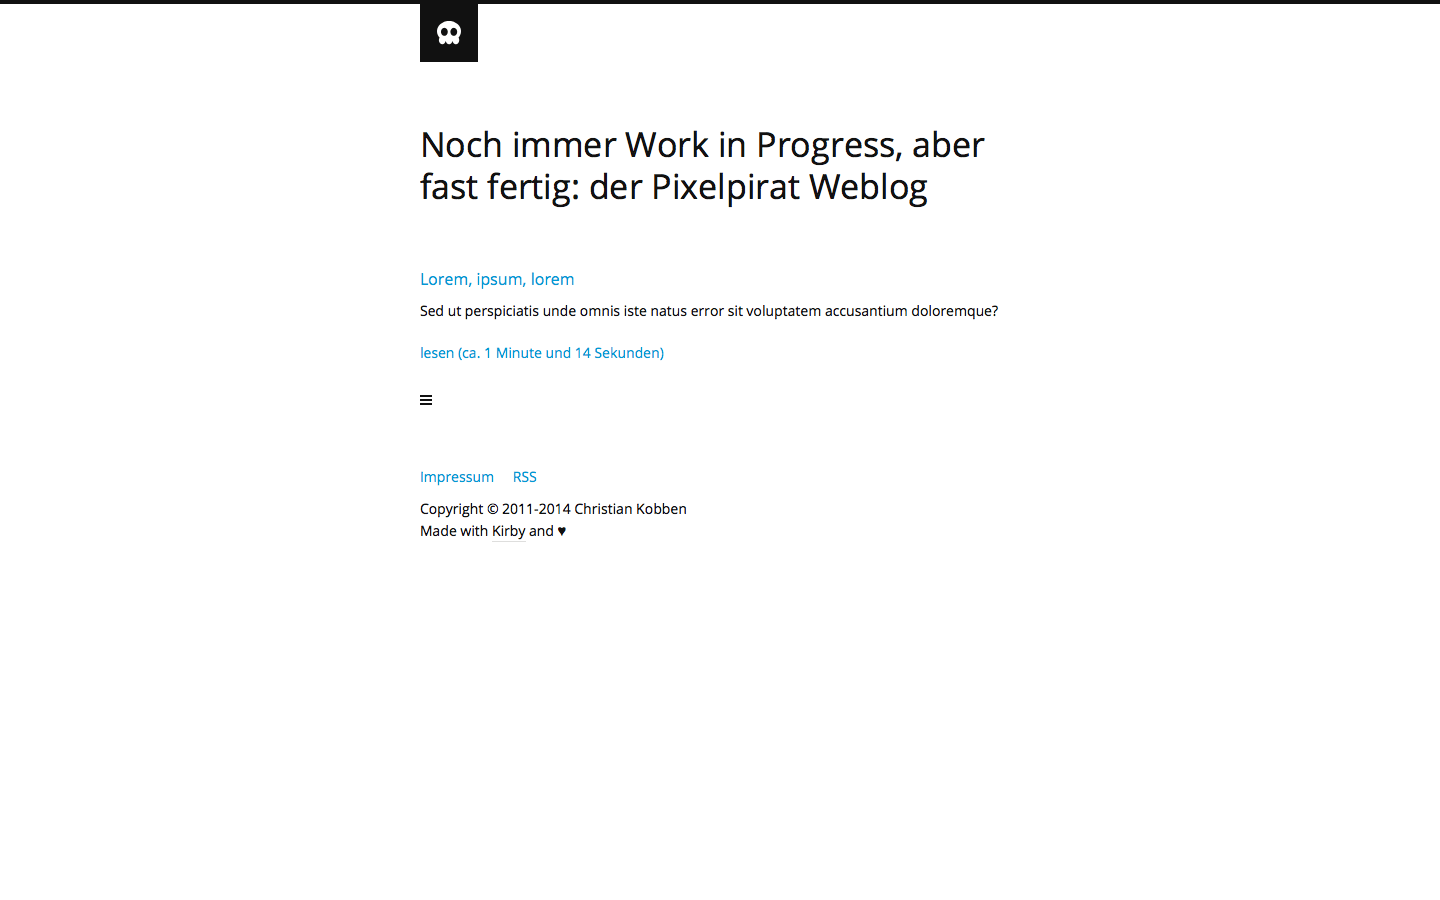 Noch immer Work in Progress, aber
fast fertig: der Pixelpirat Weblog
Lorem, ipsum, lorem
Sed ut perspiciatis unde omnis iste natus error sit voluptatem accusantium doloremque?
lesen (ca. 1 Minute und 14 Sekunden)
Impressum RSS
Copyright © 2011-2014 Christian Kobben
Made with Kirby and ♥